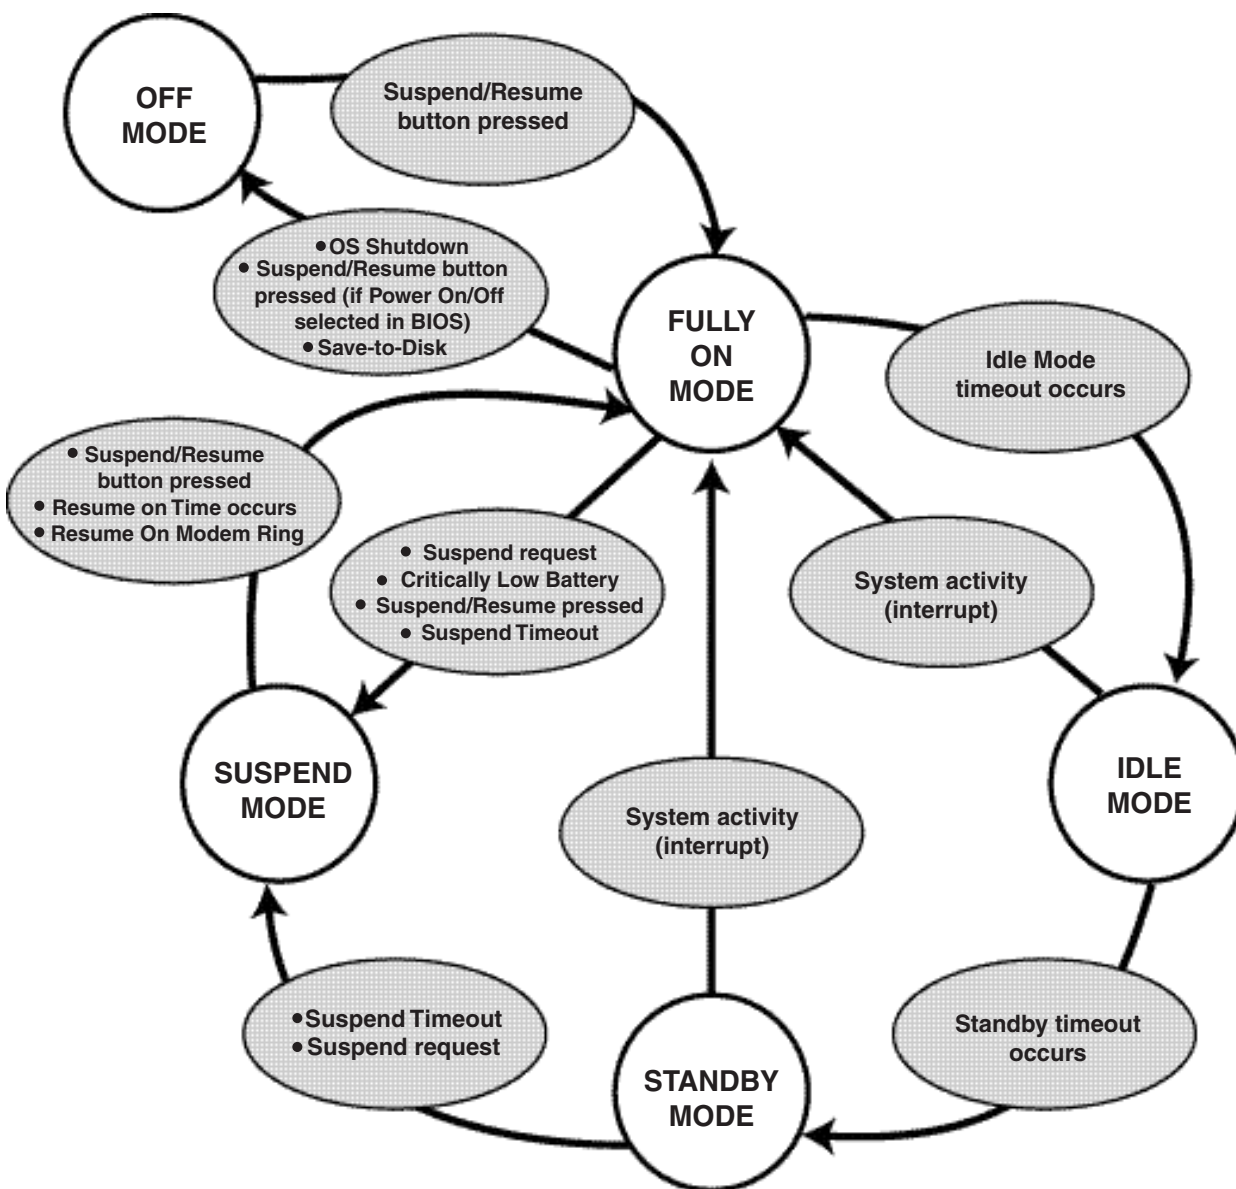 OFF
MODE
Suspend/Resume
button pressed
• OS Shutdown
• Suspend/Resume button
pressed (if Power On/Off
selected in BIOS)
• Save-to-Disk
FULLY
ON
MODE
Idle Mode
timeout occurs
• Suspend/Resume
button pressed
• Resume on Time occurs
• Resume On Modem Ring
• Suspend request
• Critically Low Battery
• Suspend/Resume pressed
• Suspend Timeout
System activity
(interrupt)
SUSPEND
MODE
System activity
(interrupt)
IDLE
MODE
• Suspend Timeout
• Suspend request
STANDBY
MODE
Standby timeout
occurs